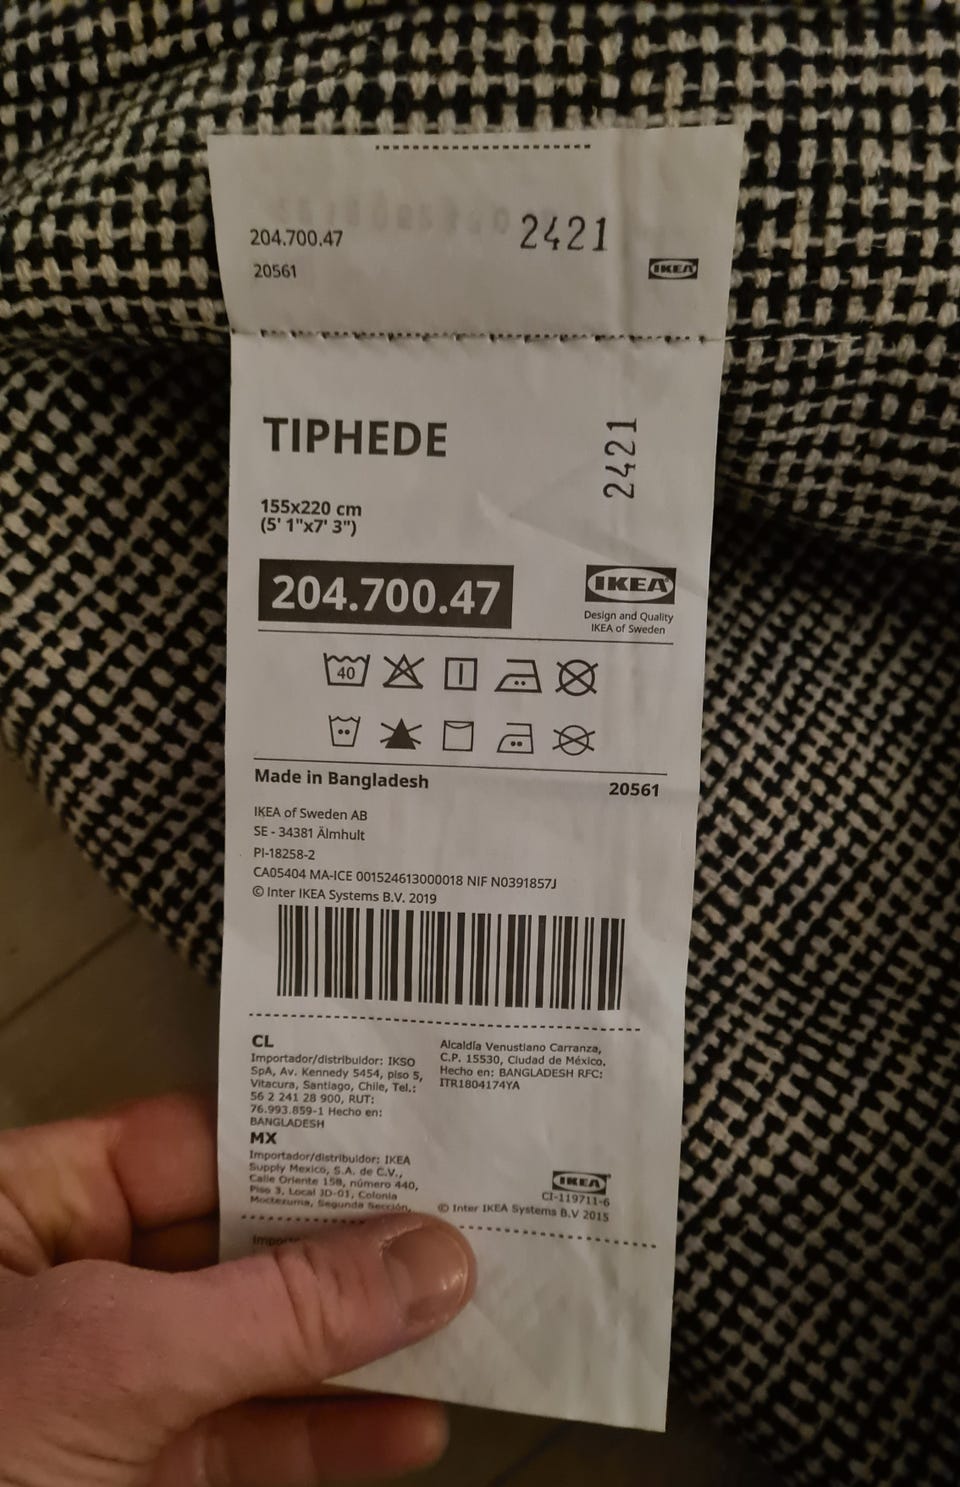 204.700.47
2421
20561
IKEA
TIPHEDE
2421
155x220 cm
(5' 1"x7' 3")
204.700.47
IKEA
Design and Quality
IKEA of Sweden
40
Made in Bangladesh
20561
IKEA of Sweden AB
SE - 34381 Älmhult
PI-18258-2
CA05404 MA-ICE 001524613000018 NIF N0391857J
© Inter IKEA Systems B.V. 2019
CL
Importador/distribuidor: IKSO
SpA, Av. Kennedy 5454, piso 5,
Vitacura, Santiago, Chile, Tel.:
56 2 241 28 900, RUT:
76.993.859-1 Hecho en:
BANGLADESH
MX
Importador/distribuidor: IKEA
Supply Mexico, S.A. de C.V.,
Calle Oriente 158, número 440,
Piso 3, Local 3D-01, Colonia
Moctezuma, Segunda Sección,
Alcaldía Venustiano Carranza,
C.P. 15530, Ciudad de México.
Hecho en: BANGLADESH RFC:
ITR1804174YA
IKEA
CI-119711-6
© Inter IKEA Systems B.V 2015